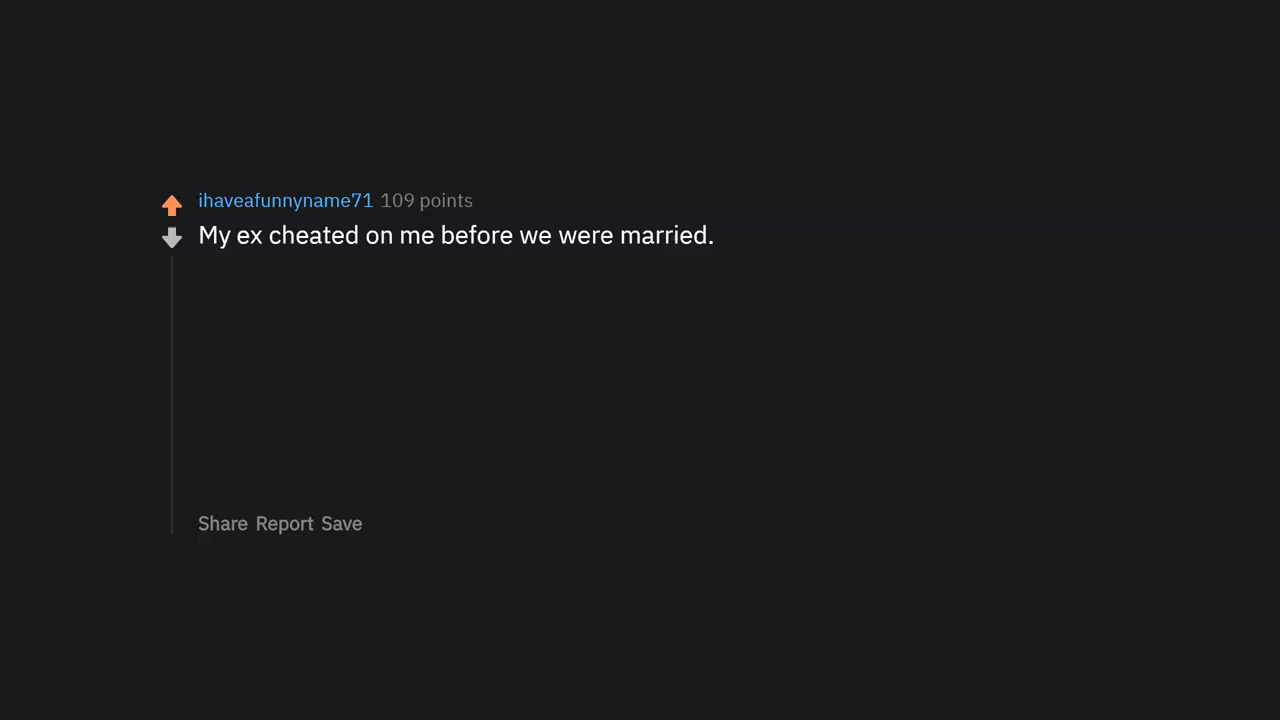 ihaveafunnyname71 109 points
My ex cheated on me before we were married.
Share Report Save